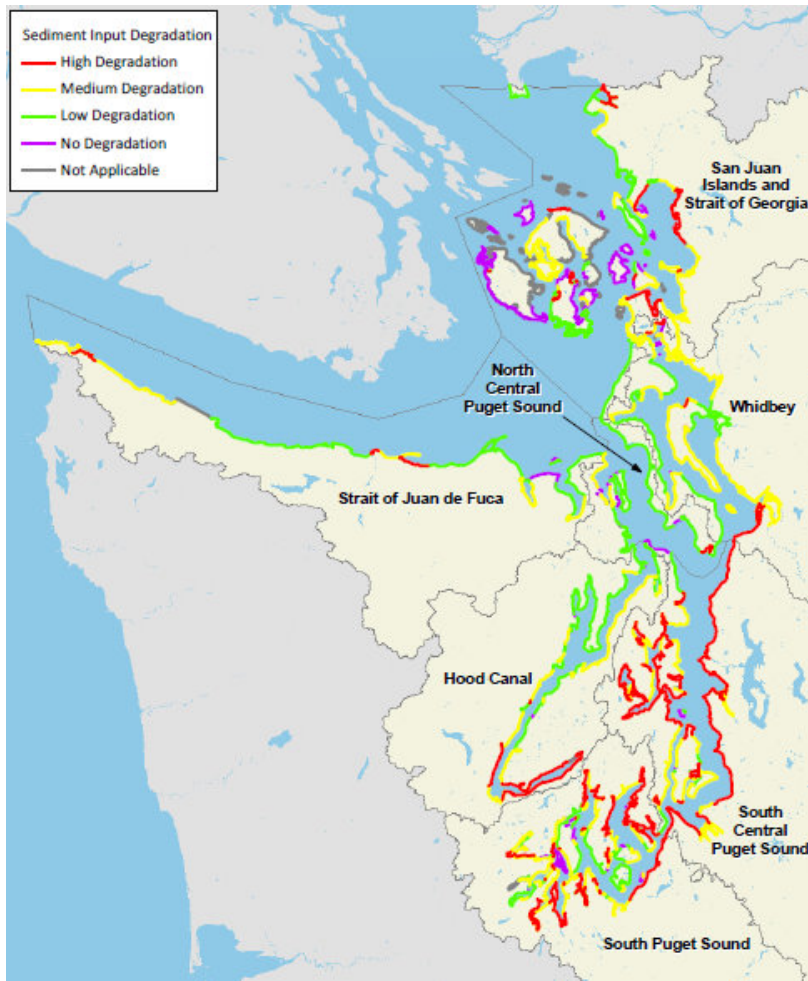 Sediment Input Degradation
High Degradation
Medium Degradation
Low Degradation
No Degradation
Not Applicable
San Juan
Islands and
Strait of Georgia
North
Central
Puget Sound
Whidbey
Strait of Juan de Fuca
Hood Canal
South
Central
Puget Sound
South Puget Sound